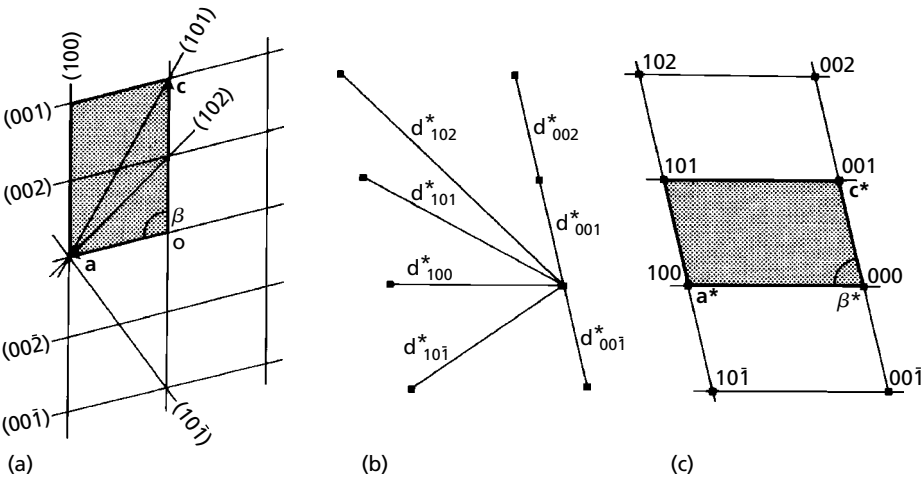 (100)
(101)
c
(001)
(102)
(002)
β
o
a
(002̄)
(001̄)
(101̄)
(a)
d*102
d*002
d*101
d*001
d*100
d*101̄
d*001̄
(b)
102
002
101
001
c*
100
000
a*
β*
101̄
001̄
(c)